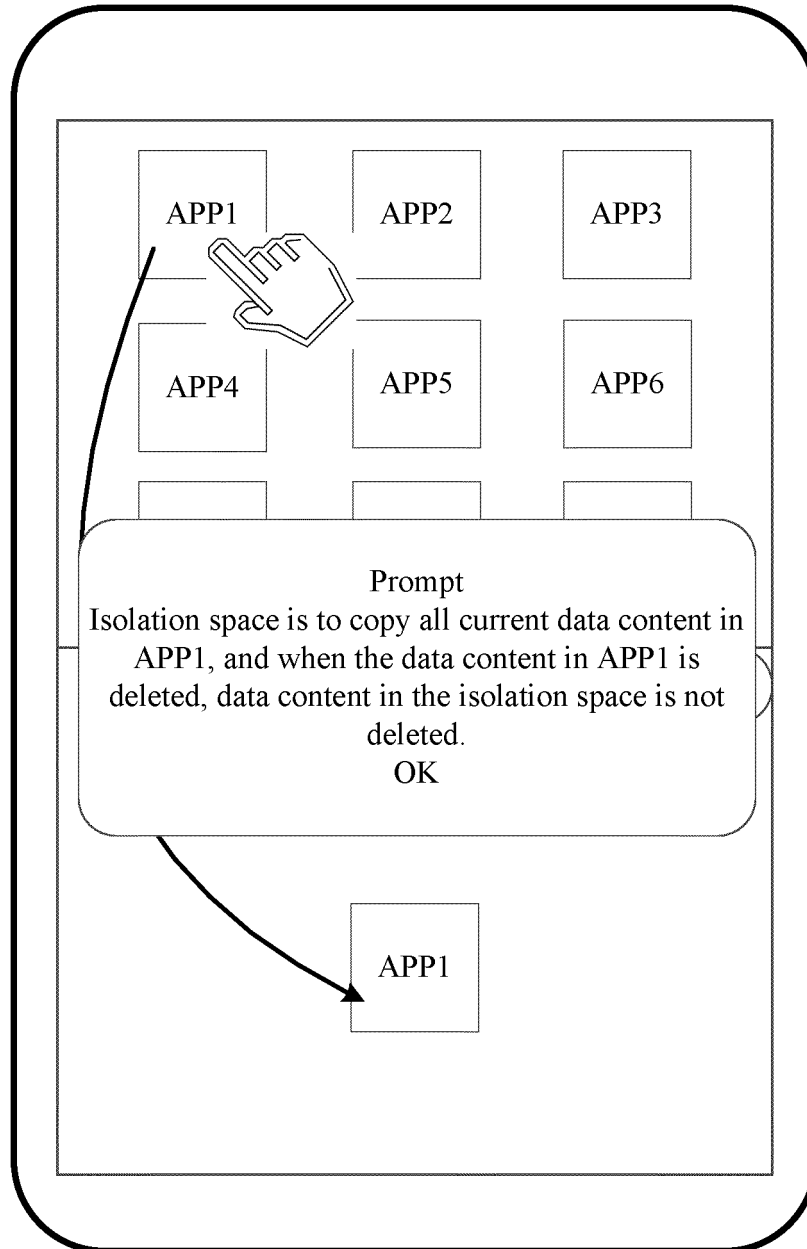 APP1 APP2 APP3
APP4 APP5 APP6
Prompt
Isolation space is to copy all current data content in
APP1, and when the data content in APP1 is
deleted, data content in the isolation space is not
deleted.
OK
APP1